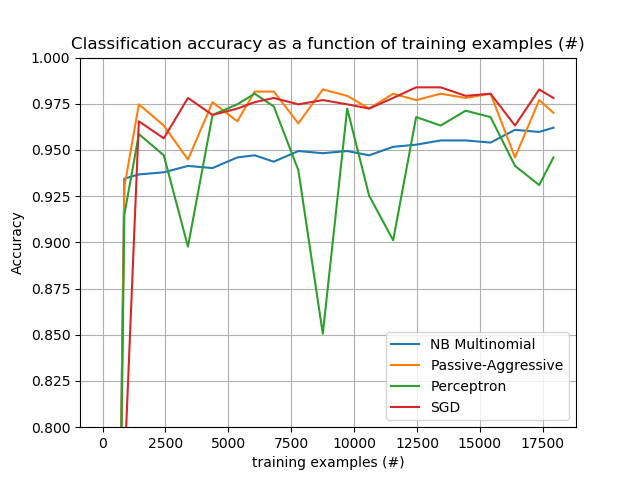 Classification accuracy as a function of training examples (#)
1.000
0.975
0.950
0.925
0.900
0.875
0.850
0.825
0.800
Accuracy
NB Multinomial
Passive-Aggressive
Perceptron
SGD
0 2500 5000 7500 10000 12500 15000 17500
training examples (#)